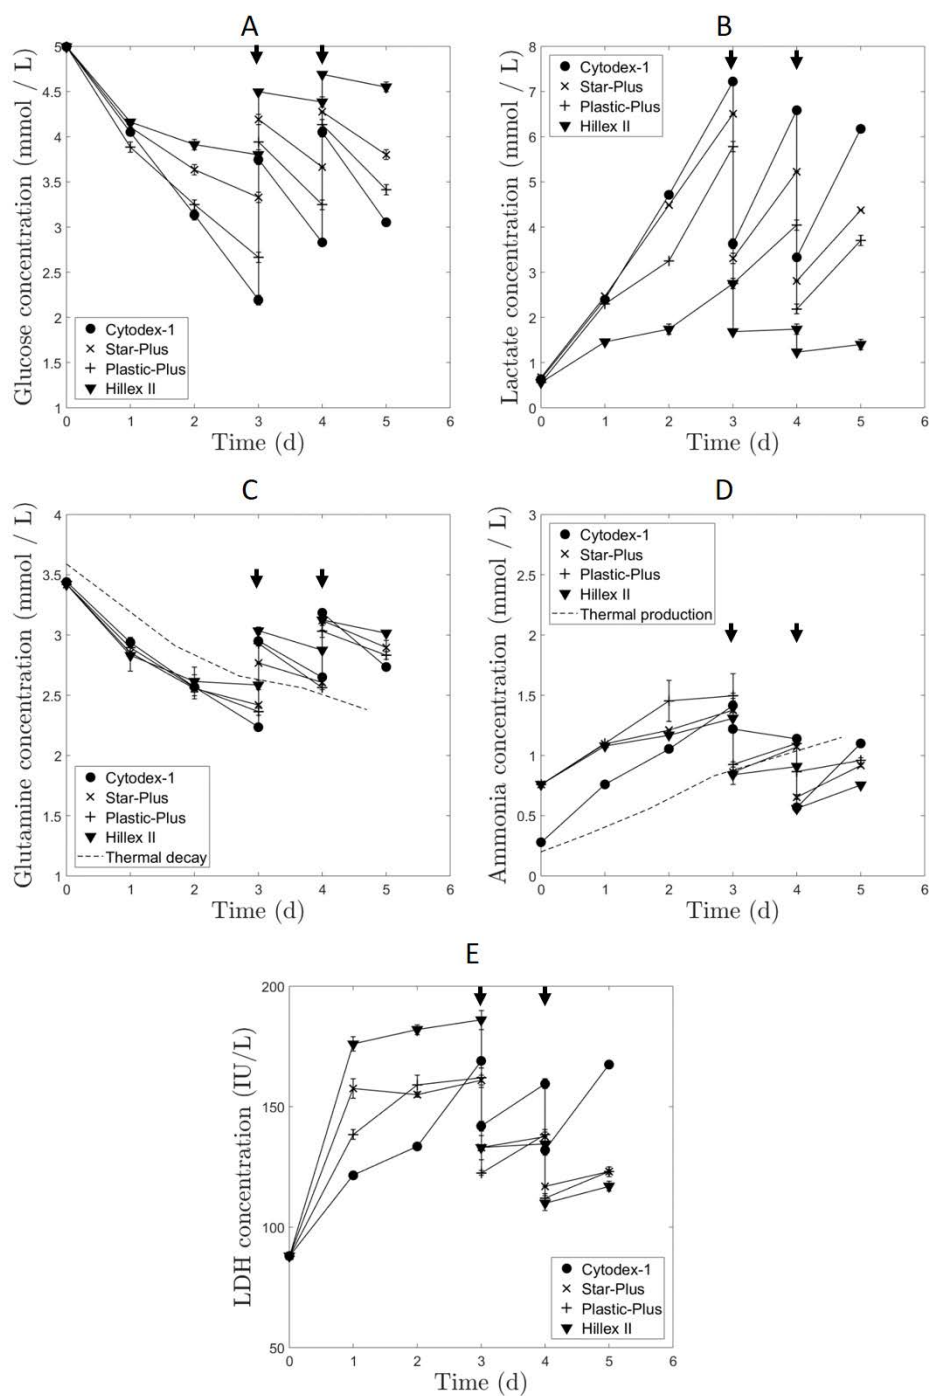 A
Glucose concentration (mmol / L)
5
4.5
4
3.5
3
2.5
2
1.5
1
Cytodex-1
Star-Plus
Plastic-Plus
Hillex II
0 1 2 3 4 5 6
Time (d)
B
Lactate concentration (mmol / L)
8
7
6
5
4
3
2
1
0
Cytodex-1
Star-Plus
Plastic-Plus
Hillex II
0 1 2 3 4 5 6
Time (d)
C
Glutamine concentration (mmol / L)
4
3.5
3
2.5
2
1.5
1
Cytodex-1
Star-Plus
Plastic-Plus
Hillex II
Thermal decay
0 1 2 3 4 5 6
Time (d)
D
Ammonia concentration (mmol / L)
3
2.5
2
1.5
1
0.5
0
Cytodex-1
Star-Plus
Plastic-Plus
Hillex II
Thermal production
0 1 2 3 4 5 6
Time (d)
E
LDH concentration (IU/L)
200
150
100
50
Cytodex-1
Star-Plus
Plastic-Plus
Hillex II
0 1 2 3 4 5 6
Time (d)